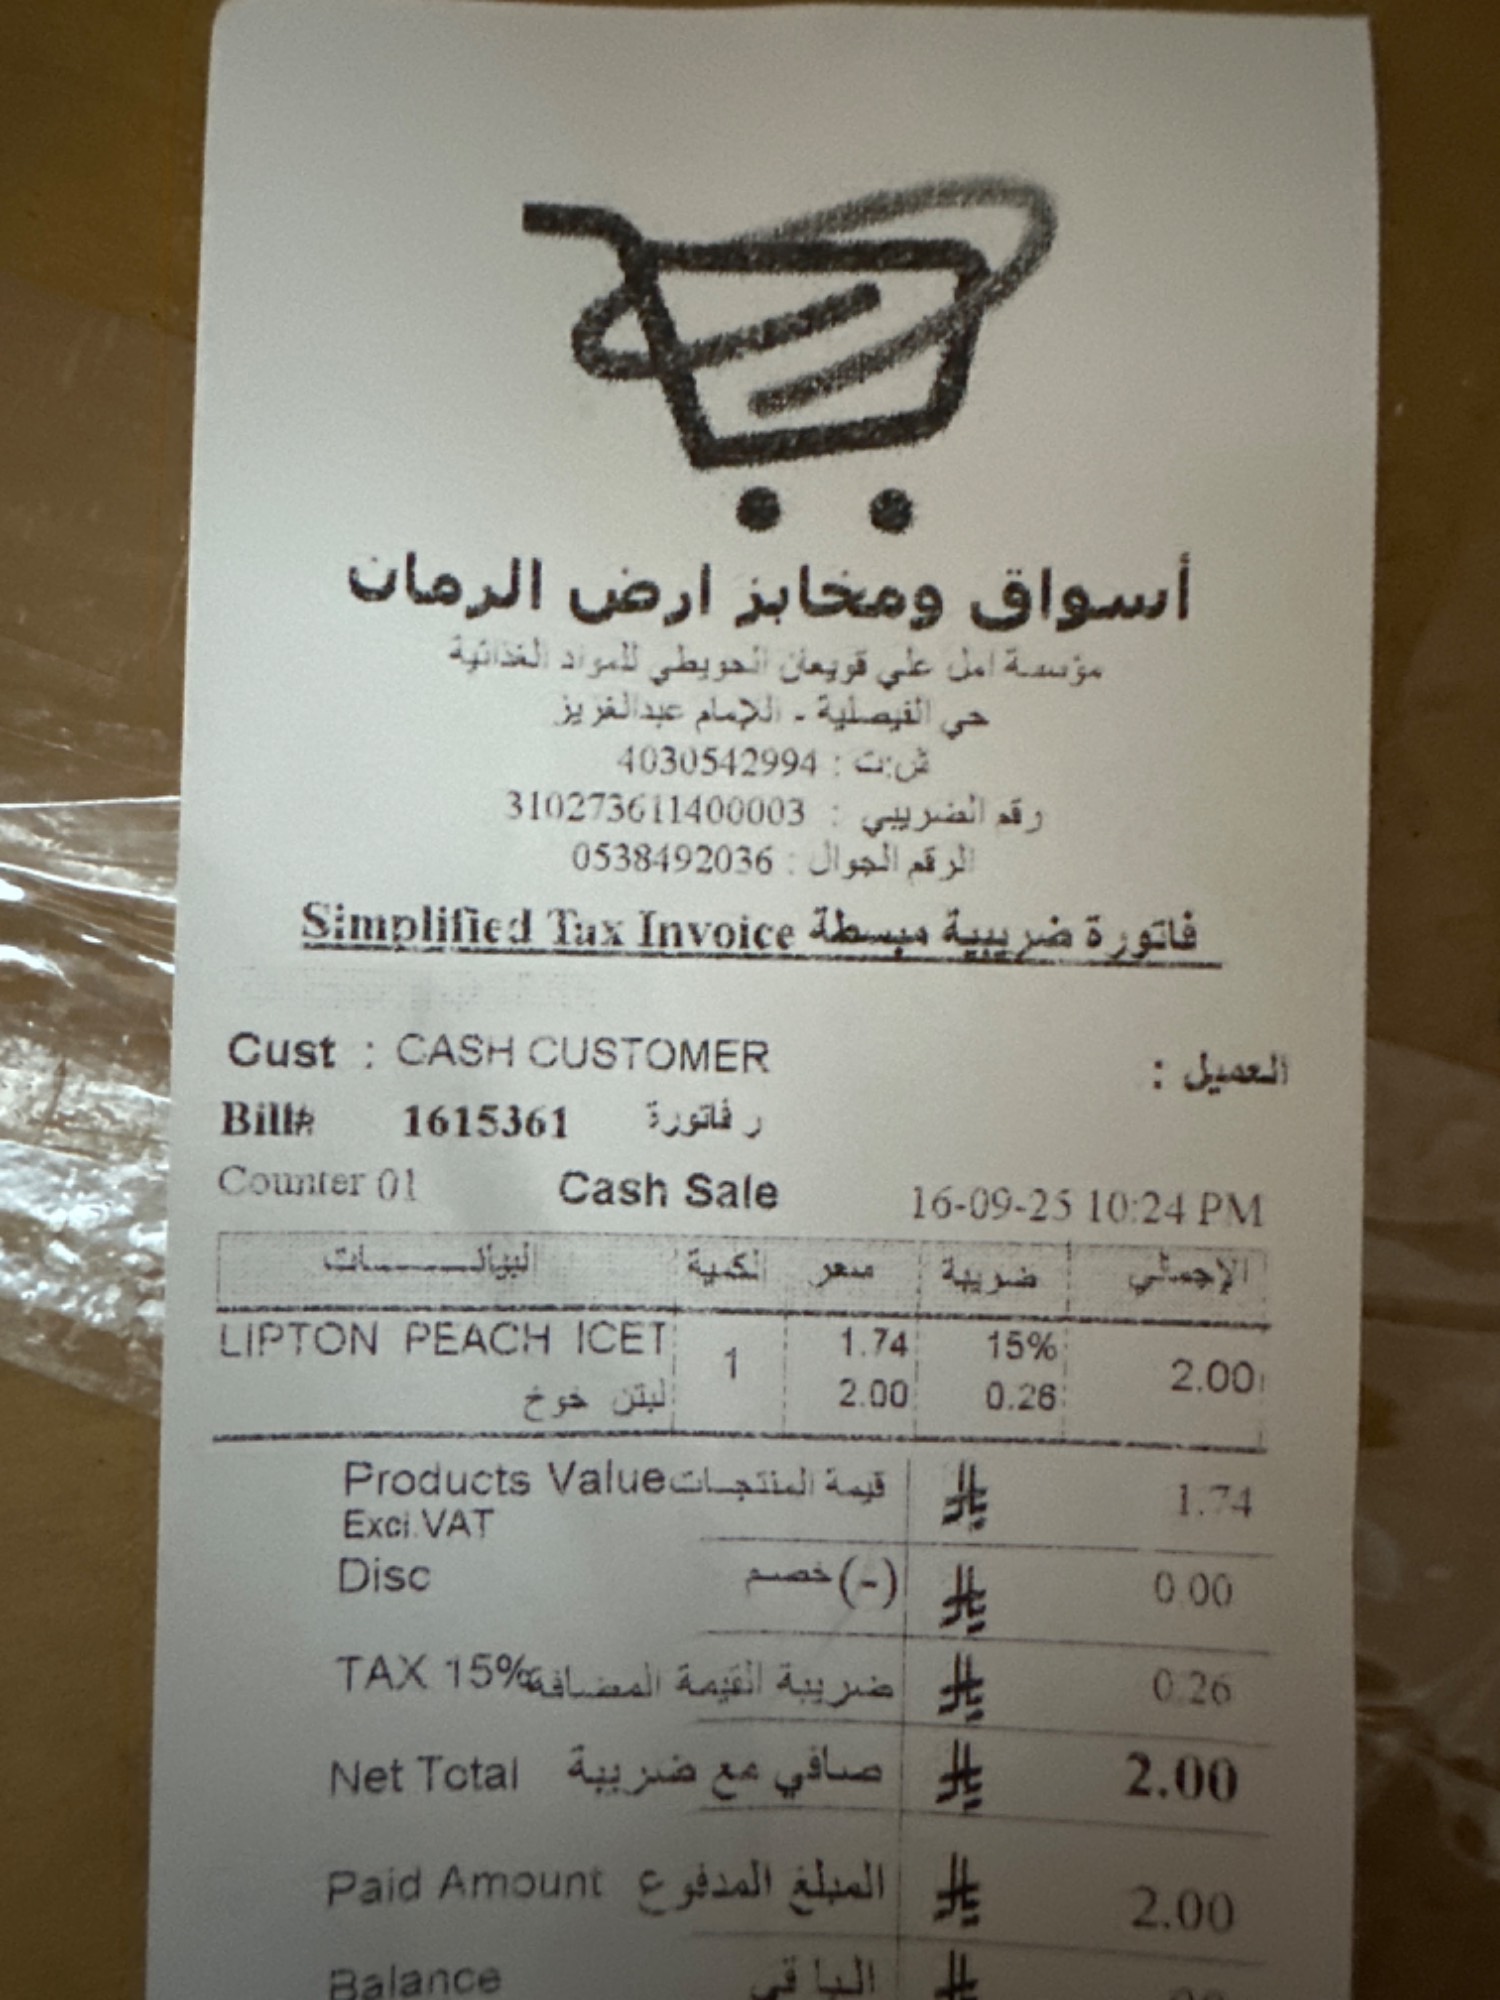 أسواق ومخابز ارض الرمان
مؤسسة امل علي قويعان الحويطي للمواد الغذائية
حي الفيصلية - الإمام عبدالعزيز
س:ت : 4030542994
رقم الضريبي : 310273611400003
الرقم الجوال : 0538492036
Simplified Tax Invoice فاتورة ضريبية مبسطة
Cust : CASH CUSTOMER العميل :
Bill# 1615361 ر فاتورة
Counter 01 Cash Sale 16-09-25 10:24 PM
البيانـــــات الكمية سعر ضريبة الإجمالي
LIPTON PEACH ICET 1 1.74 15% 2.00
لبتن خوخ 2.00 0.26
Products Value قيمة المنتجات 1.74
Excl.VAT
Disc خصم (-) 0.00
TAX 15% ضريبة القيمة المضافة 0.26
Net Total صافي مع ضريبة 2.00
Paid Amount المبلغ المدفوع 2.00
Balance الباقي